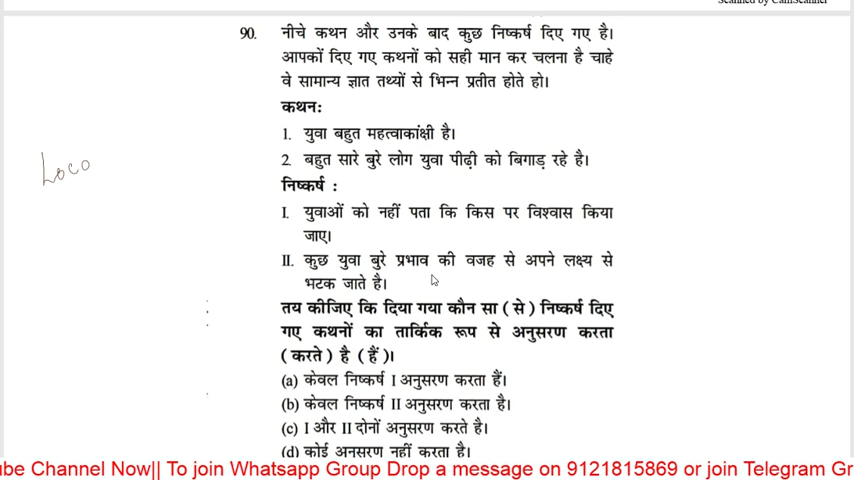 Scanned by CamScanner
90. नीचे कथन और उनके बाद कुछ निष्कर्ष दिए गए है।
आपकों दिए गए कथनों को सही मान कर चलना है चाहे
वे सामान्य ज्ञात तथ्यों से भिन्न प्रतीत होते हो।
कथन:
1. युवा बहुत महत्वाकांक्षी है।
2. बहुत सारे बुरे लोग युवा पीढ़ी को बिगाड़ रहे है।
निष्कर्ष :
I. युवाओं को नहीं पता कि किस पर विश्वास किया
जाए।
Loco
II. कुछ युवा बुरे प्रभाव की वजह से अपने लक्ष्य से
भटक जाते है।
तय कीजिए कि दिया गया कौन सा ( से ) निष्कर्ष दिए
गए कथनों का तार्किक रूप से अनुसरण करता
( करते ) है ( हैं )।
(a) केवल निष्कर्ष I अनुसरण करता हैं।
(b) केवल निष्कर्ष II अनुसरण करता है।
(c) I और II दोनों अनुसरण करते है।
(d) कोई अनुसरण नहीं करता है।
ube Channel Now|| To join Whatsapp Group Drop a message on 9121815869 or join Telegram Gr